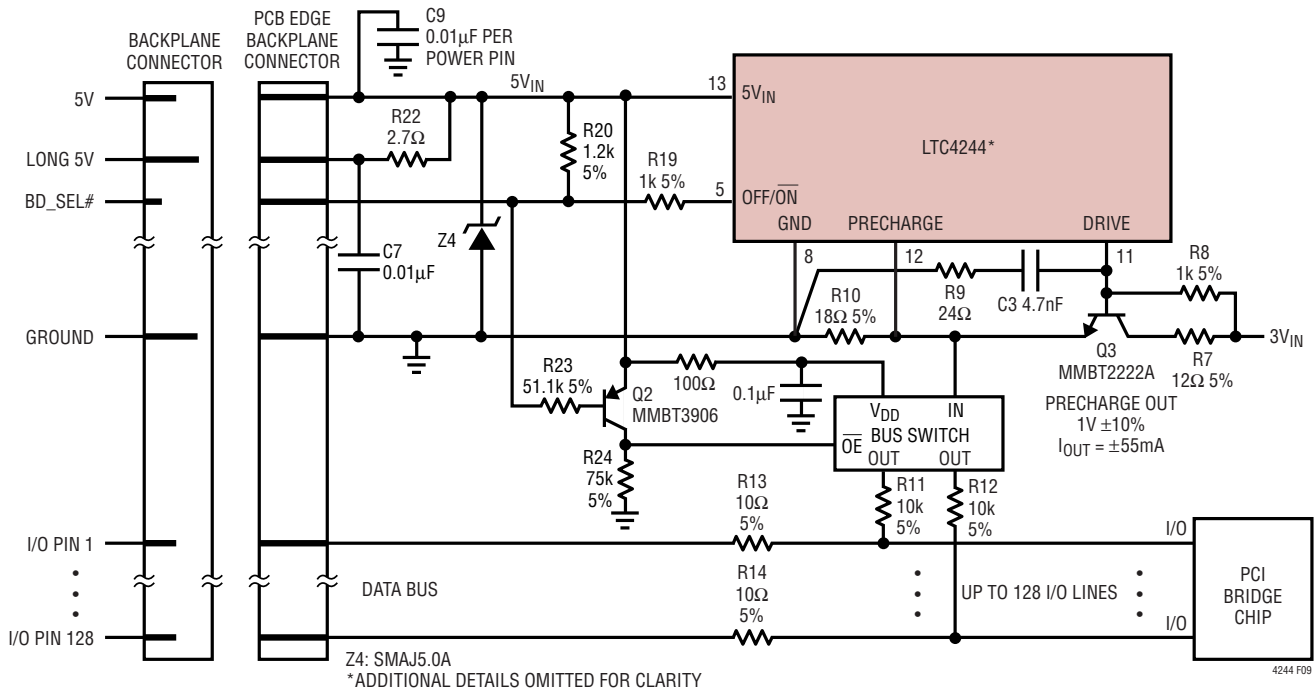 BACKPLANE
CONNECTOR
PCB EDGE
BACKPLANE
CONNECTOR
C9
0.01µF PER
POWER PIN
5V
LONG 5V
BD_SEL#
GROUND
I/O PIN 1
I/O PIN 128
R22
2.7Ω
C7
0.01µF
Z4
5VIN
R20
1.2k
5%
R19
1k 5%
13
5VIN
LTC4244*
5
OFF/ON
GND
PRECHARGE
DRIVE
8
12
11
R8
1k 5%
R9
24Ω
C3 4.7nF
R10
18Ω 5%
Q3
MMBT2222A
R7
12Ω 5%
3VIN
PRECHARGE OUT
1V ±10%
IOUT = ±55mA
R23
51.1k 5%
Q2
MMBT3906
100Ω
0.1µF
VDD
IN
BUS SWITCH
OE
OUT
OUT
R24
75k
5%
R13
10Ω
5%
R11
10k
5%
R12
10k
5%
R14
10Ω
5%
DATA BUS
UP TO 128 I/O LINES
I/O
I/O
PCI
BRIDGE
CHIP
Z4: SMAJ5.0A
*ADDITIONAL DETAILS OMITTED FOR CLARITY
4244 F09